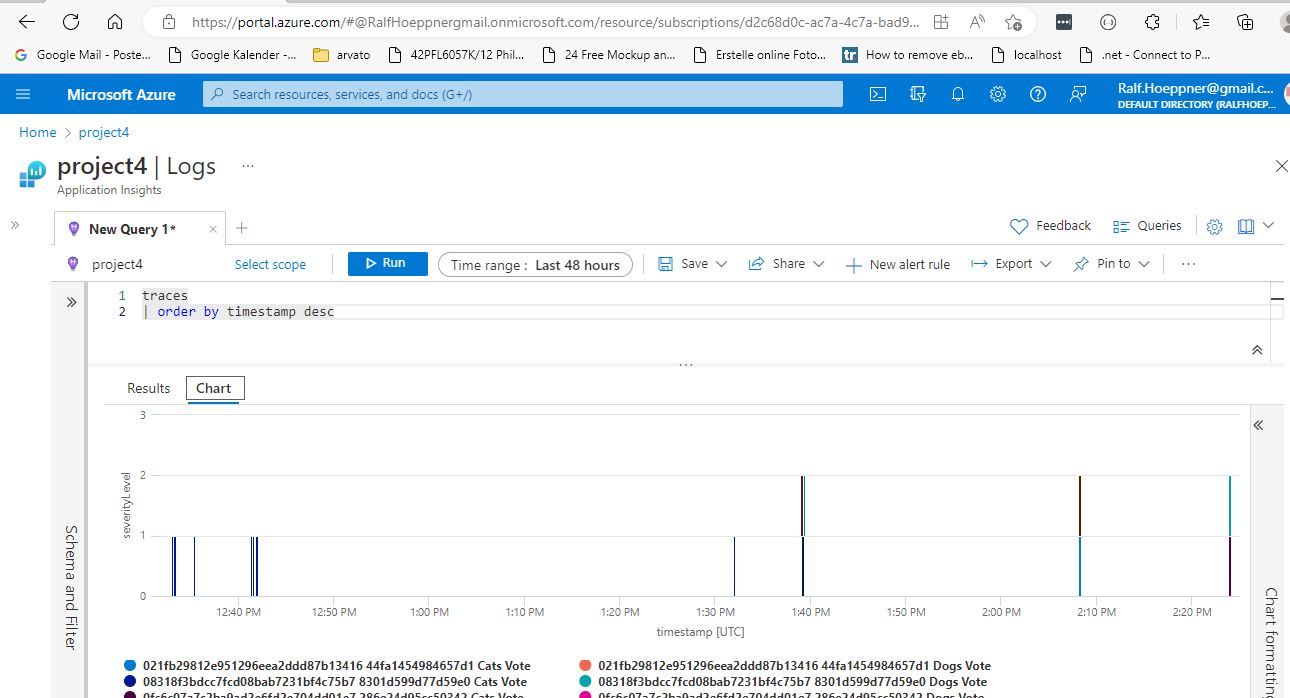 https://portal.azure.com/#@RalfHoeppnergmail.onmicrosoft.com/resource/subscriptions/d2c68d0c-ac7a-4c7a-bad9...
Google Mail - Poste... Google Kalender -... arvato 42PFL6057K/12 Phil... 24 Free Mockup an... Erstelle online Foto... tr How to remove eb... localhost .net - Connect to P...
Microsoft Azure Search resources, services, and docs (G+/) Ralf.Hoeppner@gmail.c...
DEFAULT DIRECTORY (RALFHOEP...
Home > project4
project4 | Logs ...
Application Insights
New Query 1* Feedback Queries
project4 Select scope Run Time range : Last 48 hours Save Share New alert rule Export Pin to ...
1 traces
2 | order by timestamp desc
Results Chart
3
2
severityLevel
1
0
12:40 PM 12:50 PM 1:00 PM 1:10 PM 1:20 PM 1:30 PM 1:40 PM 1:50 PM 2:00 PM 2:10 PM 2:20 PM
timestamp [UTC]
Schema and Filter
Chart formatti
021fb29812e951296eea2ddd87b13416 44fa1454984657d1 Cats Vote 021fb29812e951296eea2ddd87b13416 44fa1454984657d1 Dogs Vote
08318f3bdcc7fcd08bab7231bf4c75b7 8301d599d77d59e0 Cats Vote 08318f3bdcc7fcd08bab7231bf4c75b7 8301d599d77d59e0 Dogs Vote
Cats Vote Dogs Vote